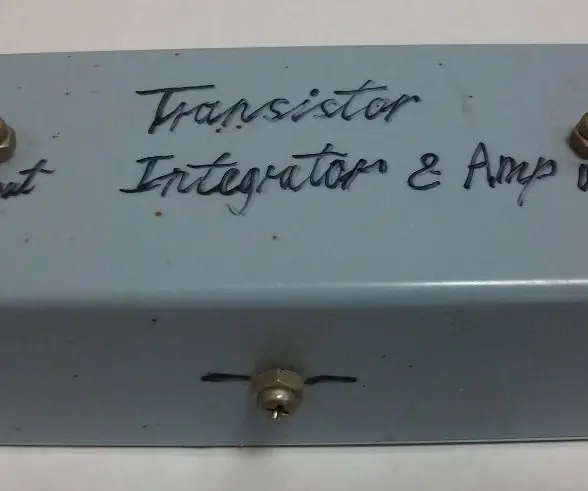 Transistor
Integrator & Amp